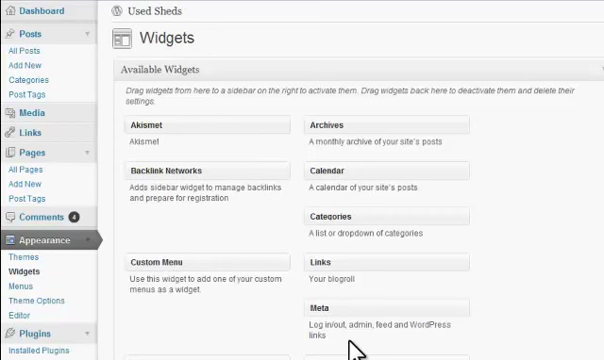 Dashboard
Posts
All Posts
Add New
Categories
Post Tags
Media
Links
Pages
All Pages
Add New
Post Tags
Comments 4
Appearance
Themes
Widgets
Menus
Theme Options
Editor
Plugins
Installed Plugins
Used Sheds
Widgets
Available Widgets
Drag widgets from here to a sidebar on the right to activate them. Drag widgets back here to deactivate them and delete their
settings.
Akismet
Akismet
Archives
A monthly archive of your site's posts
Backlink Networks
Adds sidebar widget to manage backlinks
and prepare for registration
Calendar
A calendar of your site's posts
Categories
A list or dropdown of categories
Custom Menu
Use this widget to add one of your custom
menus as a widget.
Links
Your blogroll
Meta
Log in/out, admin, feed and WordPress
links